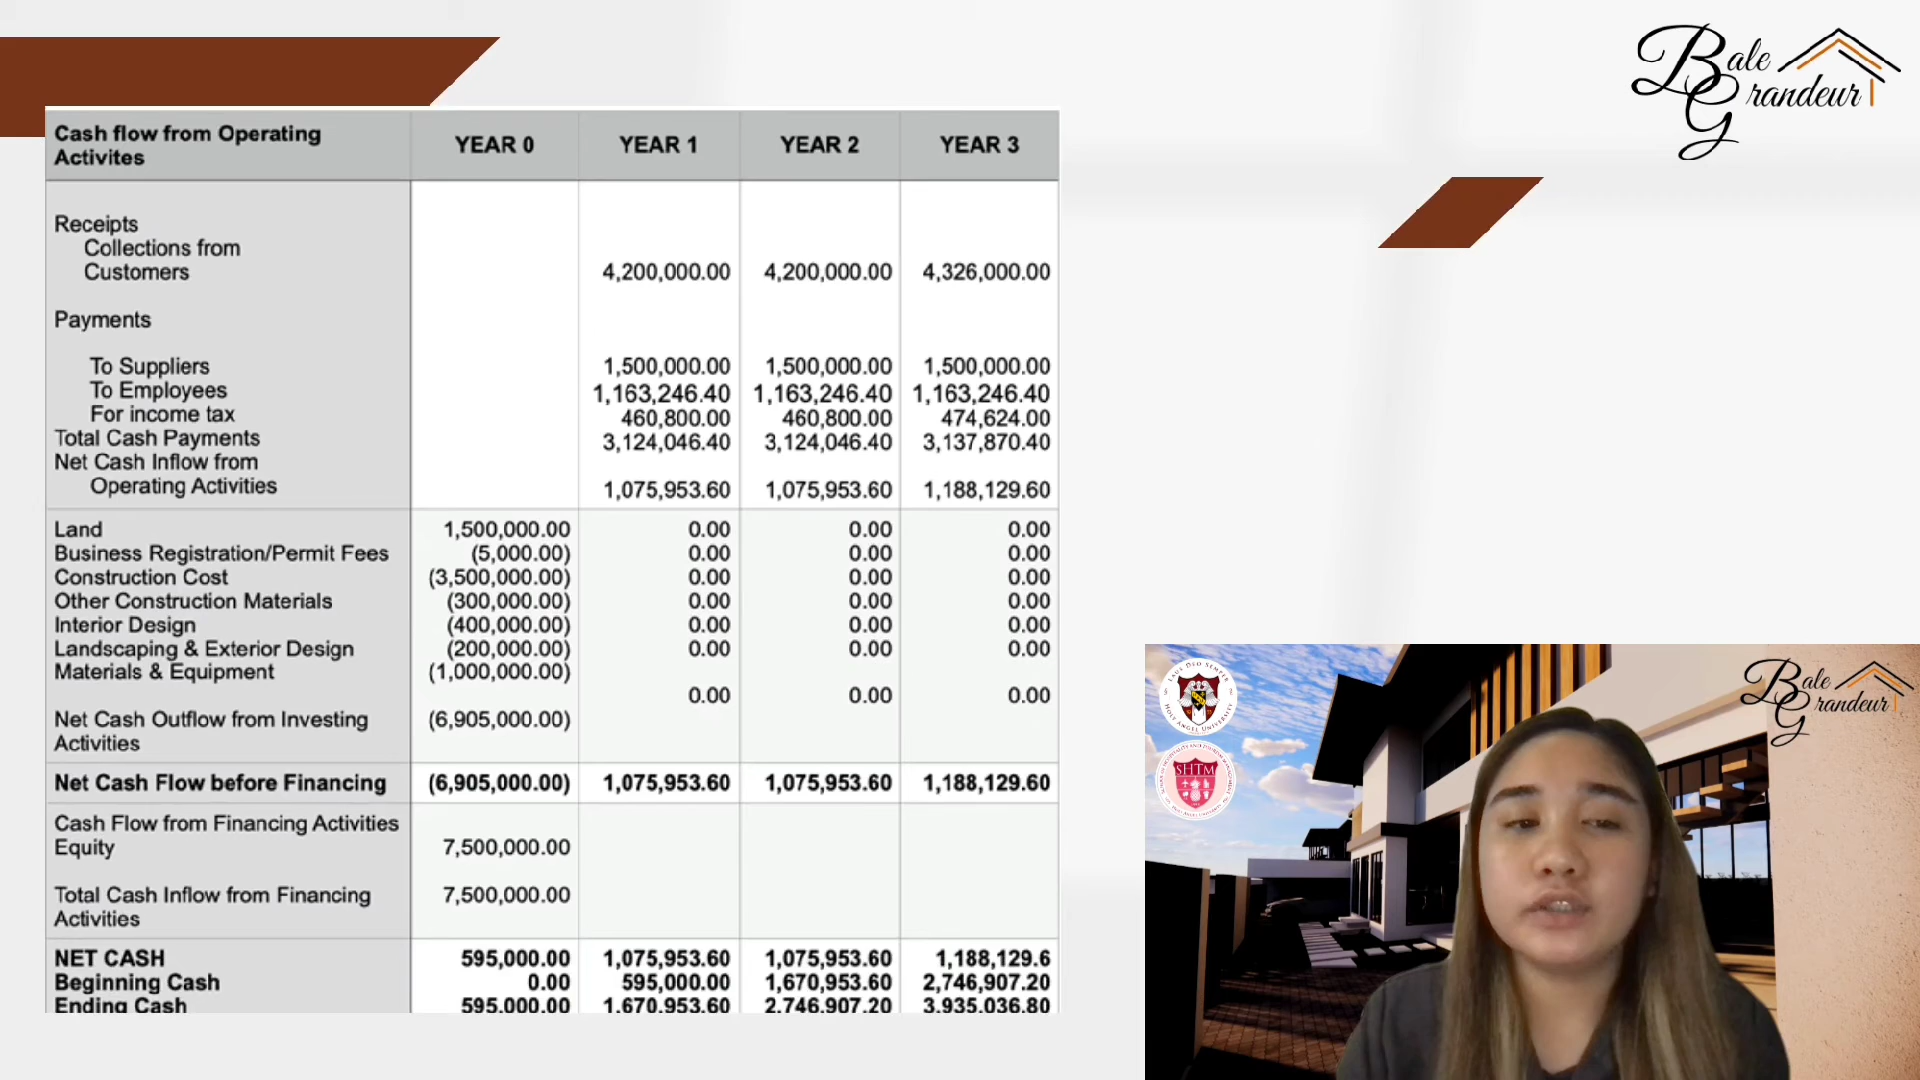 Bale
Grandeur
Cash flow from Operating
Activites
YEAR 0 YEAR 1 YEAR 2 YEAR 3
Receipts
Collections from
Customers 4,200,000.00 4,200,000.00 4,326,000.00
Payments
To Suppliers 1,500,000.00 1,500,000.00 1,500,000.00
To Employees 1,163,246.40 1,163,246.40 1,163,246.40
For income tax 460,800.00 460,800.00 474,624.00
Total Cash Payments 3,124,046.40 3,124,046.40 3,137,870.40
Net Cash Inflow from
Operating Activities 1,075,953.60 1,075,953.60 1,188,129.60
Land 1,500,000.00 0.00 0.00 0.00
Business Registration/Permit Fees (5,000.00) 0.00 0.00 0.00
Construction Cost (3,500,000.00) 0.00 0.00 0.00
Other Construction Materials (300,000.00) 0.00 0.00 0.00
Interior Design (400,000.00) 0.00 0.00 0.00
Landscaping & Exterior Design (200,000.00) 0.00 0.00 0.00
Materials & Equipment (1,000,000.00)
0.00 0.00 0.00
Net Cash Outflow from Investing (6,905,000.00)
Activities
Net Cash Flow before Financing (6,905,000.00) 1,075,953.60 1,075,953.60 1,188,129.60
Cash Flow from Financing Activities
Equity 7,500,000.00
Total Cash Inflow from Financing 7,500,000.00
Activities
NET CASH 595,000.00 1,075,953.60 1,075,953.60 1,188,129.6
Beginning Cash 0.00 595,000.00 1,670,953.60 2,746,907.20
Ending Cash 595,000.00 1,670,953.60 2,746,907.20 3,935,036.80
LAUS DEO SEMPER
HOLY ANGEL UNIVERSITY
SHTM
Bale
Grandeur